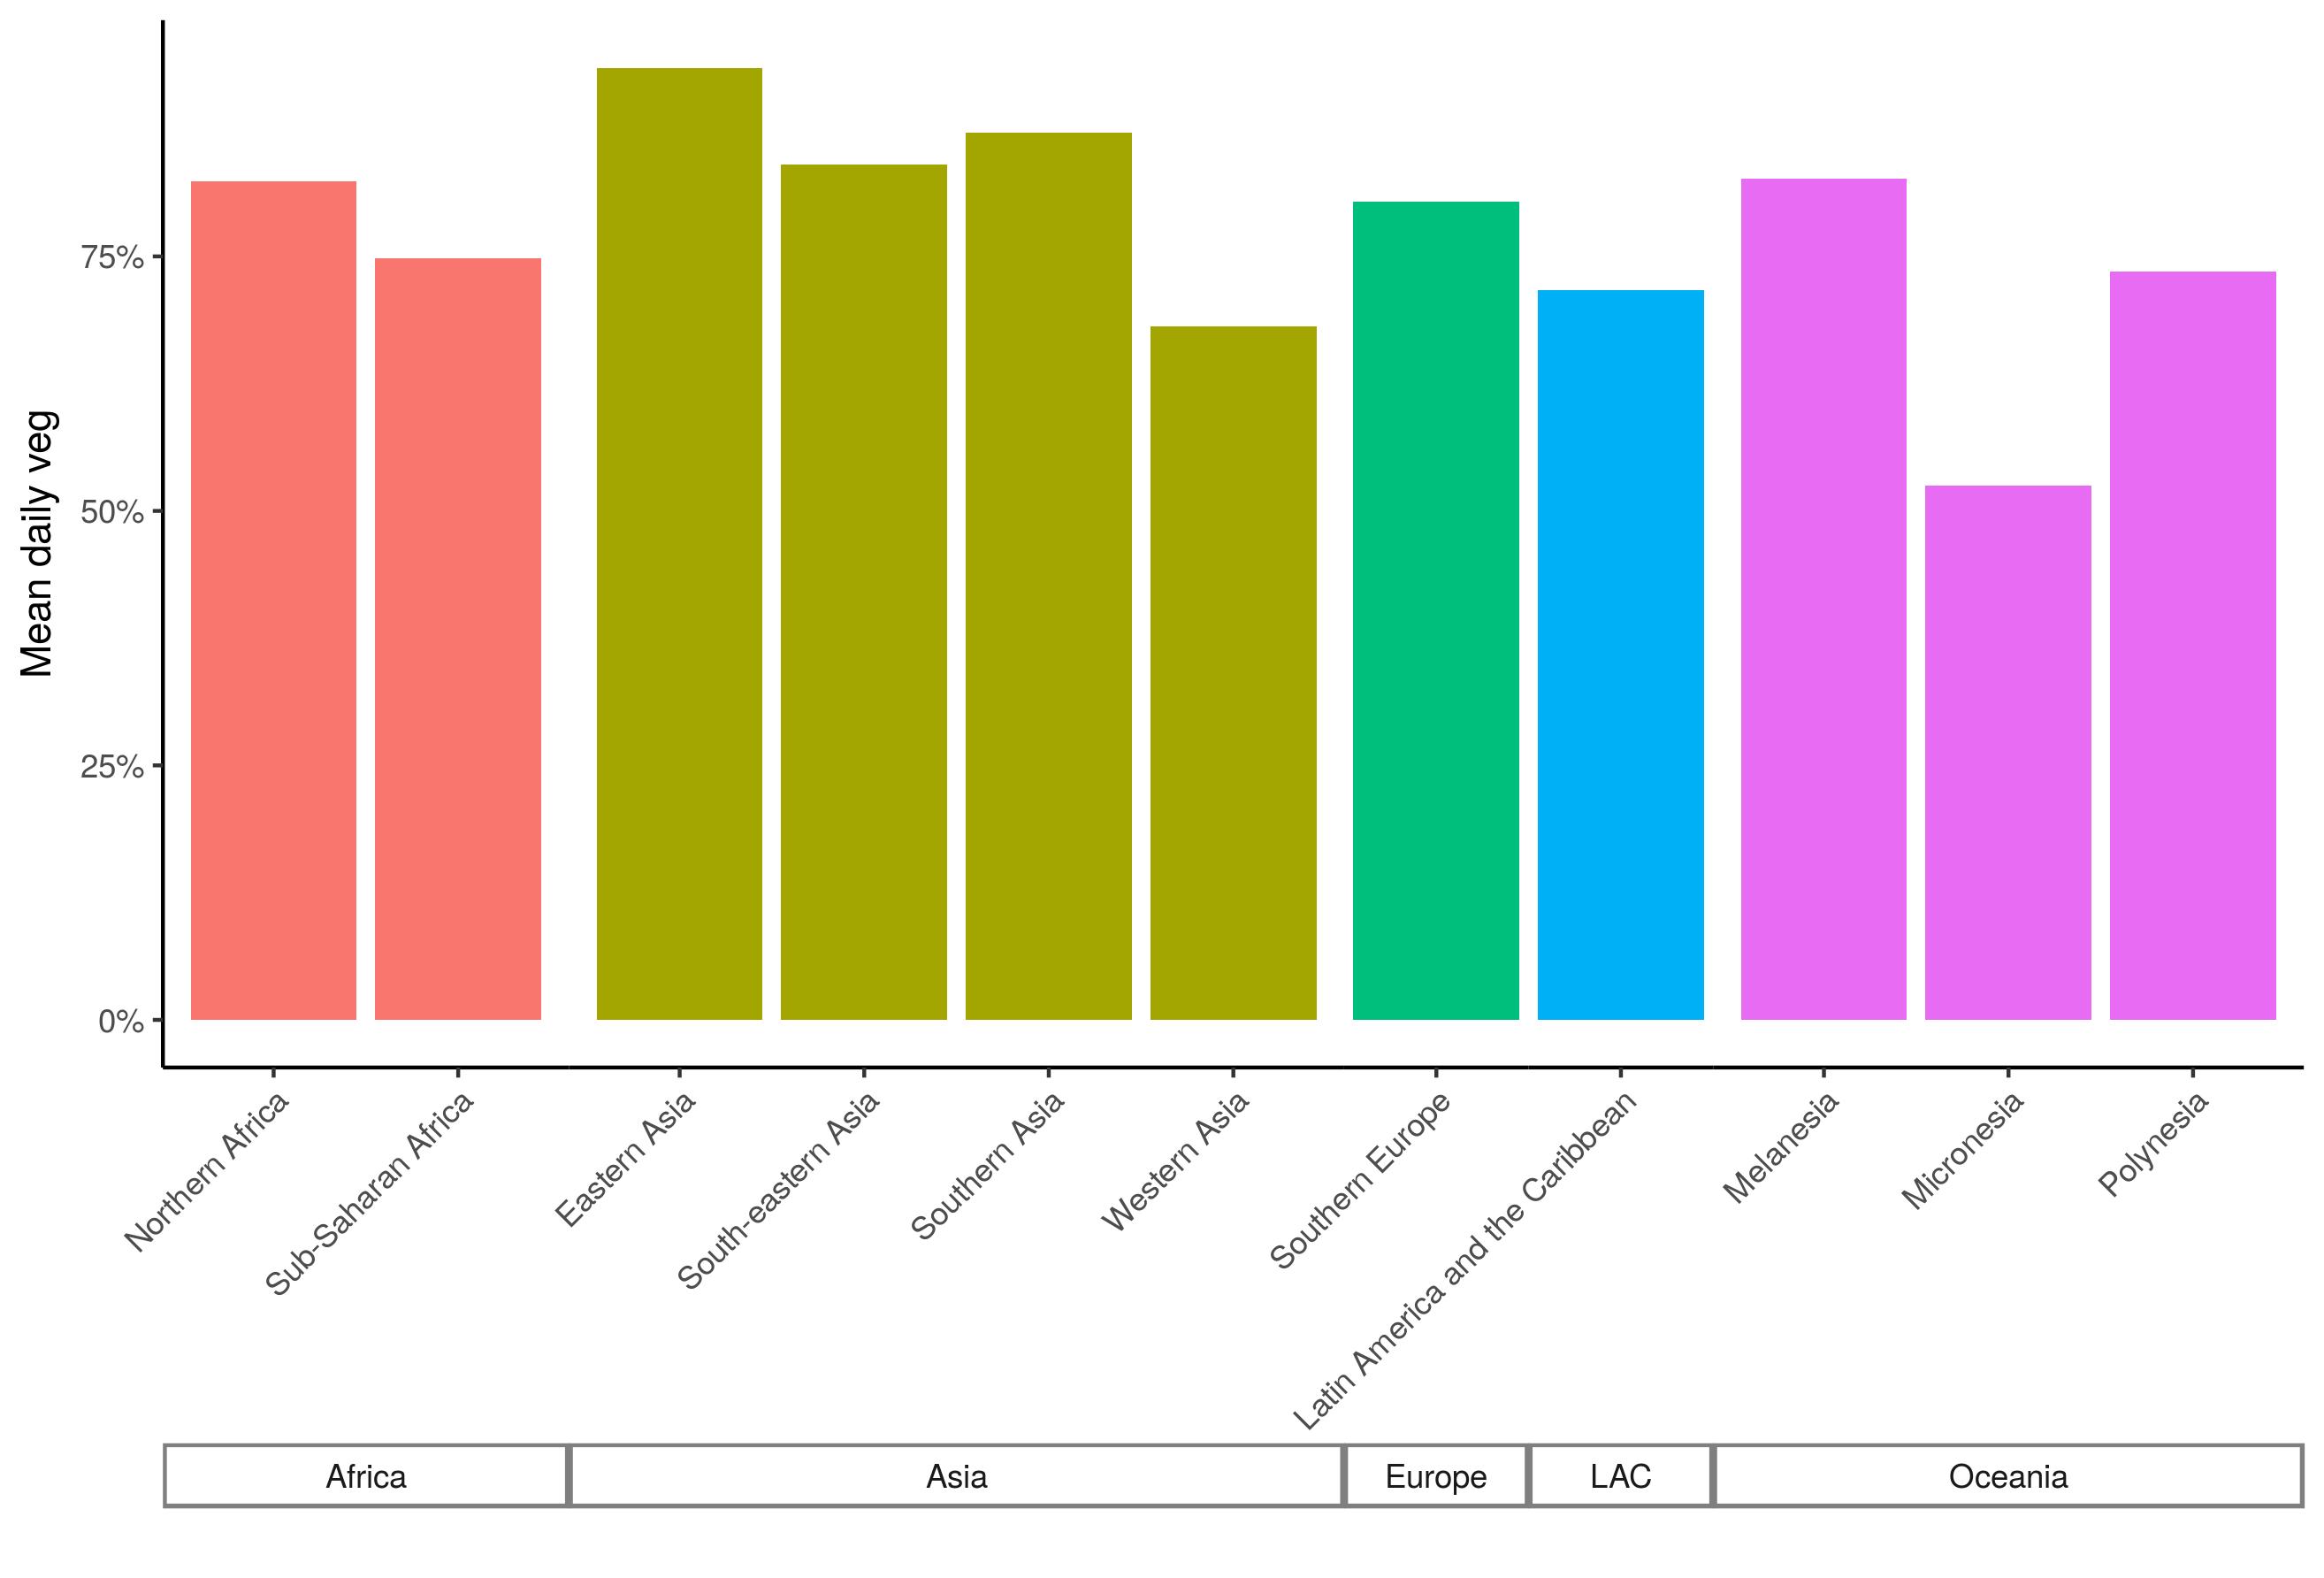 Mean daily veg
75%
50%
25%
0%
Northern Africa
Sub-Saharan Africa
Eastern Asia
South-eastern Asia
Southern Asia
Western Asia
Southern Europe
Latin America and the Caribbean
Melanesia
Micronesia
Polynesia
Africa
Asia
Europe
LAC
Oceania